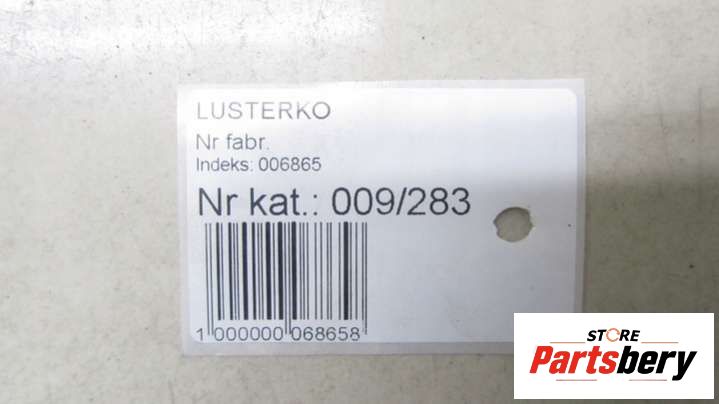 LUSTERKO
Nr fabr.
Indeks: 006865
Nr kat.: 009/283
1 000000 068658
STORE
Partsbery